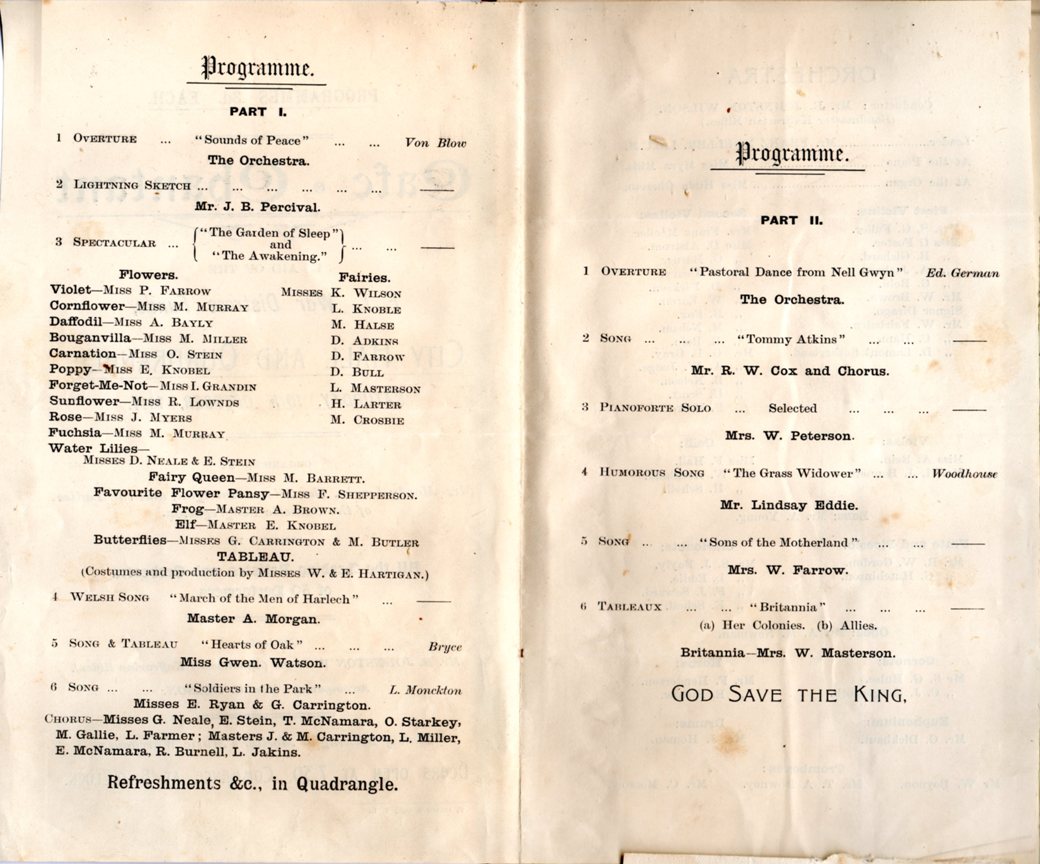 Programme.
PART I.
1 OVERTURE ... "Sounds of Peace" ... ... Von Blow
The Orchestra.
2 LIGHTNING SKETCH ... ... ... ... ... ... ——
Mr. J. B. Percival.
3 SPECTACULAR ... { "The Garden of Sleep" and "The Awakening." } ... ... ——
Flowers.
Violet—MISS P. FARROW
Cornflower—MISS M. MURRAY
Daffodil—MISS A. BAYLY
Bouganvilla—MISS M. MILLER
Carnation—MISS O. STEIN
Poppy—MISS E. KNOBEL
Forget-Me-Not—MISS I. GRANDIN
Sunflower—MISS R. LOWNDS
Rose—MISS J. MYERS
Fuchsia—MISS M. MURRAY
Water Lilies—
MISSES D. NEALE & E. STEIN
Fairies.
MISSES K. WILSON
L. KNOBLE
M. HALSE
D. ADKINS
D. FARROW
D. BULL
L. MASTERSON
H. LARTER
M. CROSBIE
Fairy Queen—MISS M. BARRETT.
Favourite Flower Pansy—MISS F. SHEPPERSON.
Frog—MASTER A. BROWN.
Elf—MASTER E. KNOBEL
Butterflies—MISSES G. CARRINGTON & M. BUTLER
TABLEAU.
(Costumes and production by MISSES W. & E. HARTIGAN.)
4 WELSH SONG "March of the Men of Harlech" ... ——
Master A. Morgan.
5 SONG & TABLEAU "Hearts of Oak" ... ... ... Bryce
Miss Gwen. Watson.
6 SONG ... ... "Soldiers in the Park" ... L. Monckton
Misses E. Ryan & G. Carrington.
CHORUS—Misses G. Neale, E. Stein, T. McNamara, O. Starkey,
M. Gallie, L. Farmer; Masters J. & M. Carrington, L. Miller,
E. McNamara, R. Burnell, L. Jakins.
Refreshments &c., in Quadrangle.
Programme.
PART II.
1 OVERTURE "Pastoral Dance from Nell Gwyn" Ed. German
The Orchestra.
2 SONG ... ... ... "Tommy Atkins" ... ... ——
Mr. R. W. Cox and Chorus.
3 PIANOFORTE SOLO ... Selected ... ... ... ——
Mrs. W. Peterson.
4 HUMOROUS SONG "The Grass Widower" ... ... Woodhouse
Mr. Lindsay Eddie.
5 SONG ... ... "Sons of the Motherland" ... ... ——
Mrs. W. Farrow.
6 TABLEAUX ... ... "Britannia" ... ... ... ——
(a) Her Colonies. (b) Allies.
Britannia—Mrs. W. Masterson.
GOD SAVE THE KING,